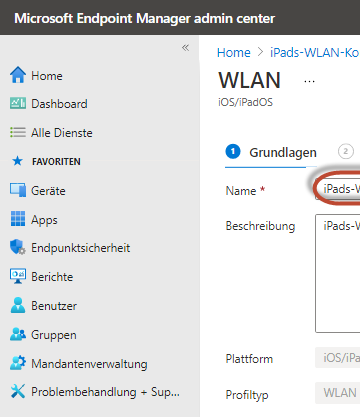 Microsoft Endpoint Manager admin center
«
Home > iPads-WLAN-Ko
WLAN ...
iOS/iPadOS
Home
Dashboard
Alle Dienste
FAVORITEN
Geräte
Apps
Endpunktsicherheit
Berichte
Benutzer
Gruppen
Mandantenverwaltung
Problembehandlung + Sup...
1 Grundlagen 2
Name * iPads-W
Beschreibung iPads-W
Plattform iOS/iPa
Profiltyp WLAN